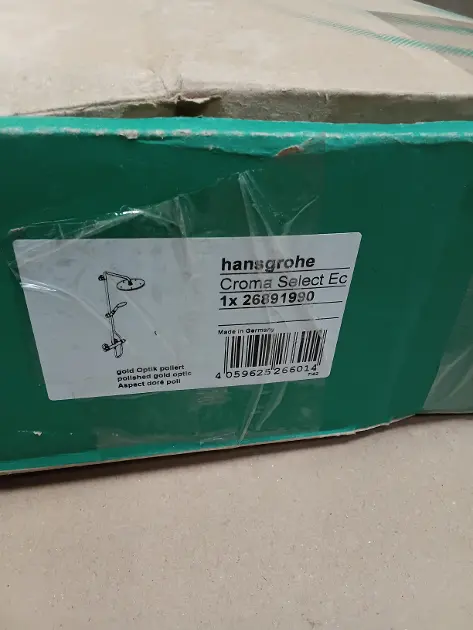 hansgrohe
Croma Select Ec
1x 26891990
Made in Germany
gold Optik poliert
polished gold optic
Aspect doré poli
4 059625 266014